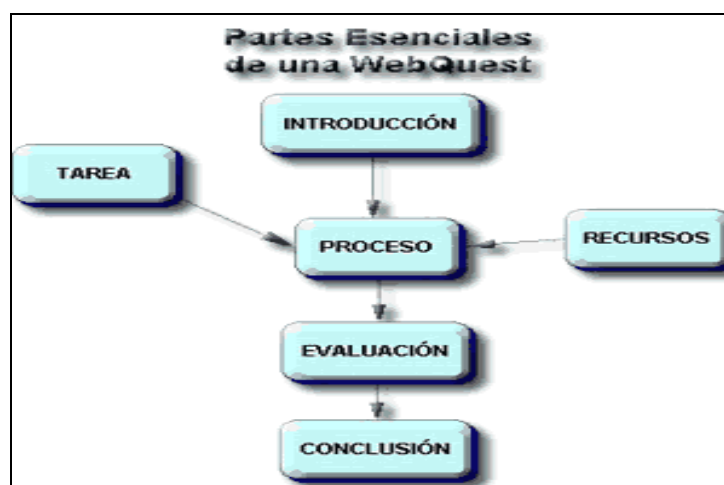 Partes Esenciales
de una WebQuest
INTRODUCCIÓN
TAREA
PROCESO
RECURSOS
EVALUACIÓN
CONCLUSIÓN